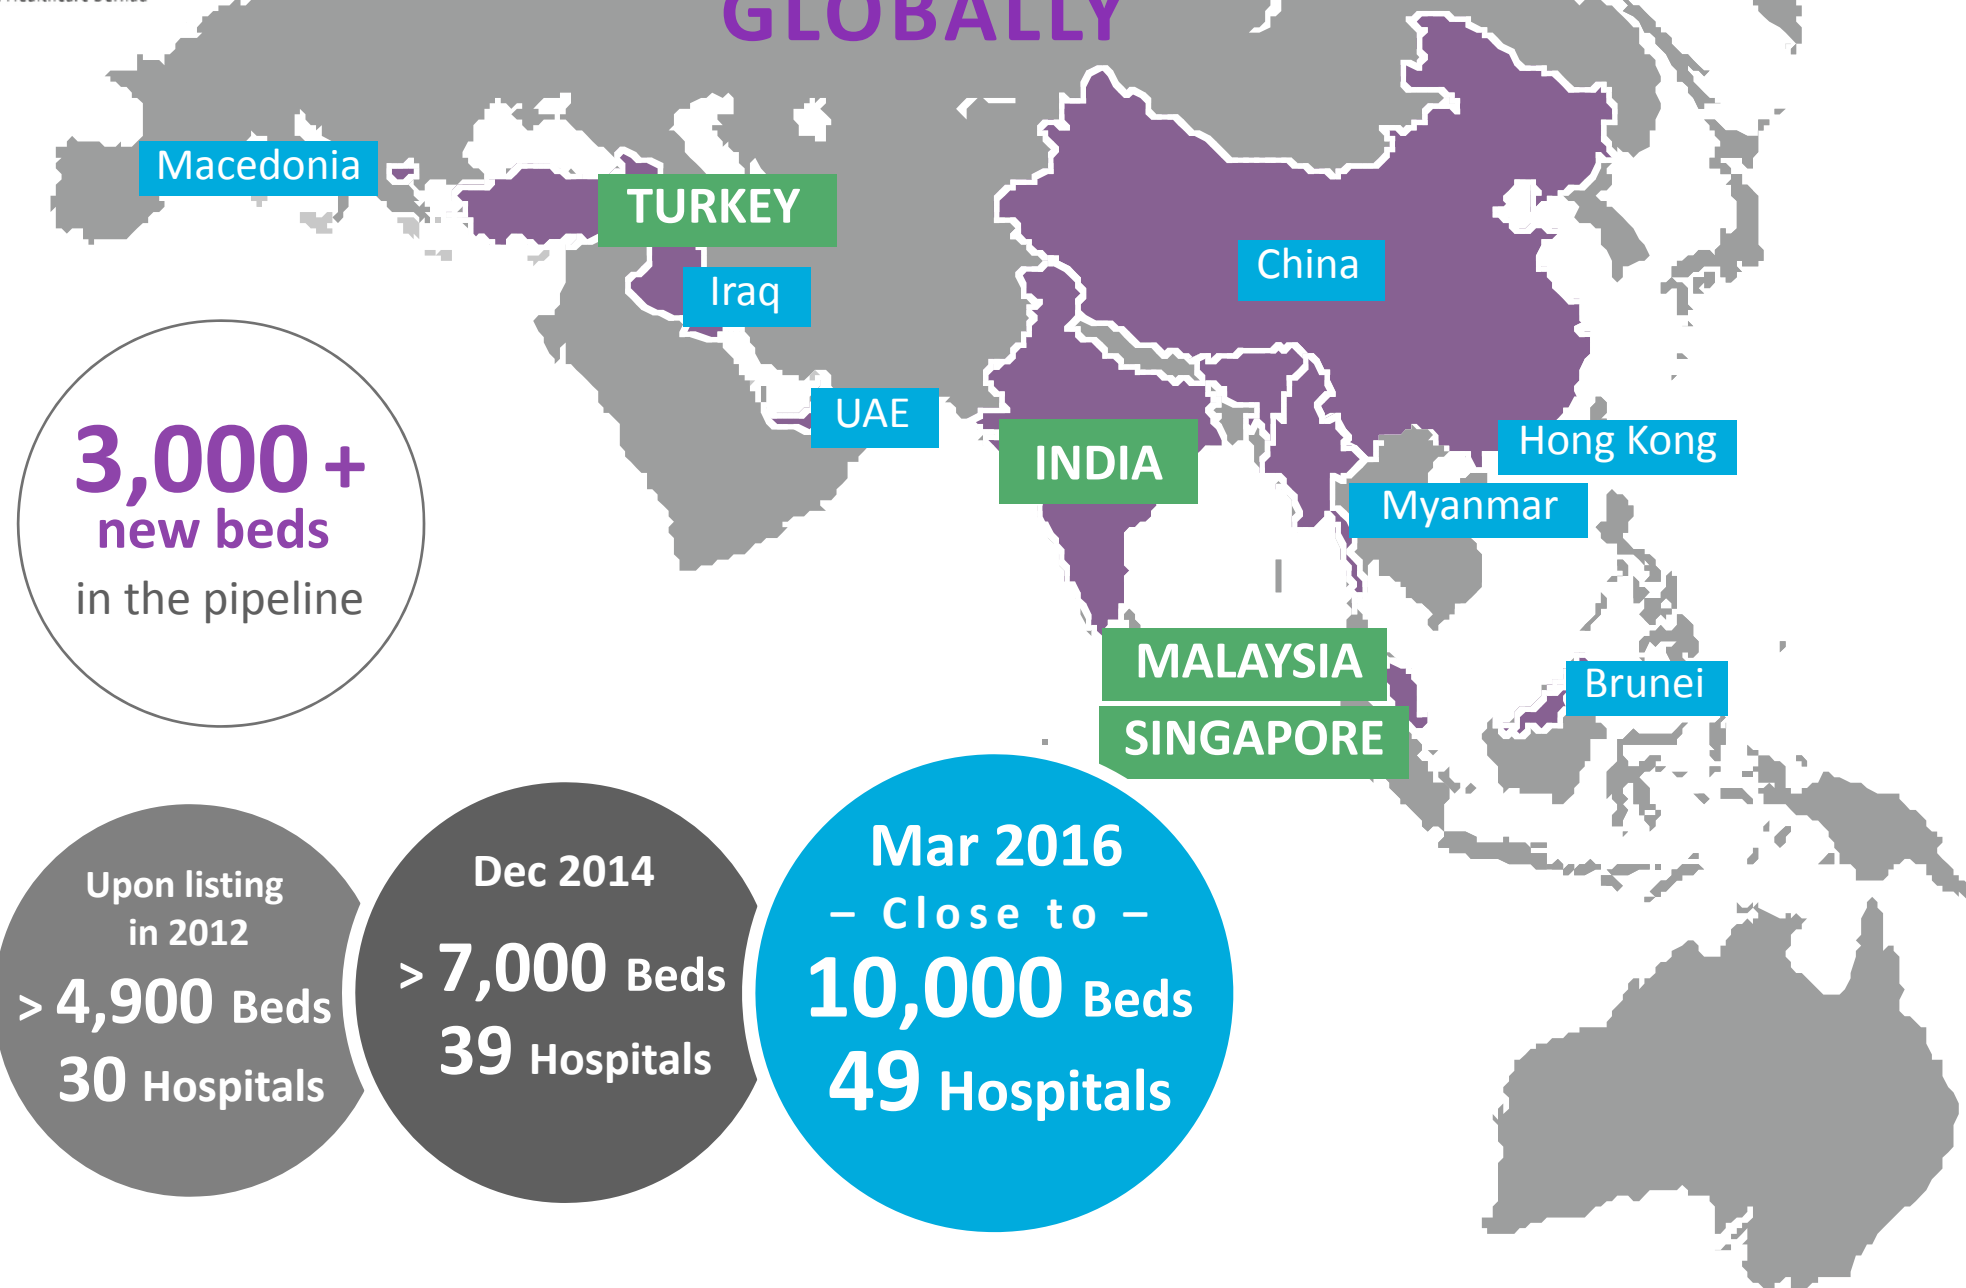 GLOBALLY
Macedonia
TURKEY
Iraq
China
UAE
INDIA
Hong Kong
Myanmar
MALAYSIA
SINGAPORE
Brunei
3,000 +
new beds
in the pipeline
Upon listing
in 2012
> 4,900 Beds
30 Hospitals
Dec 2014
> 7,000 Beds
39 Hospitals
Mar 2016
– Close to –
10,000 Beds
49 Hospitals